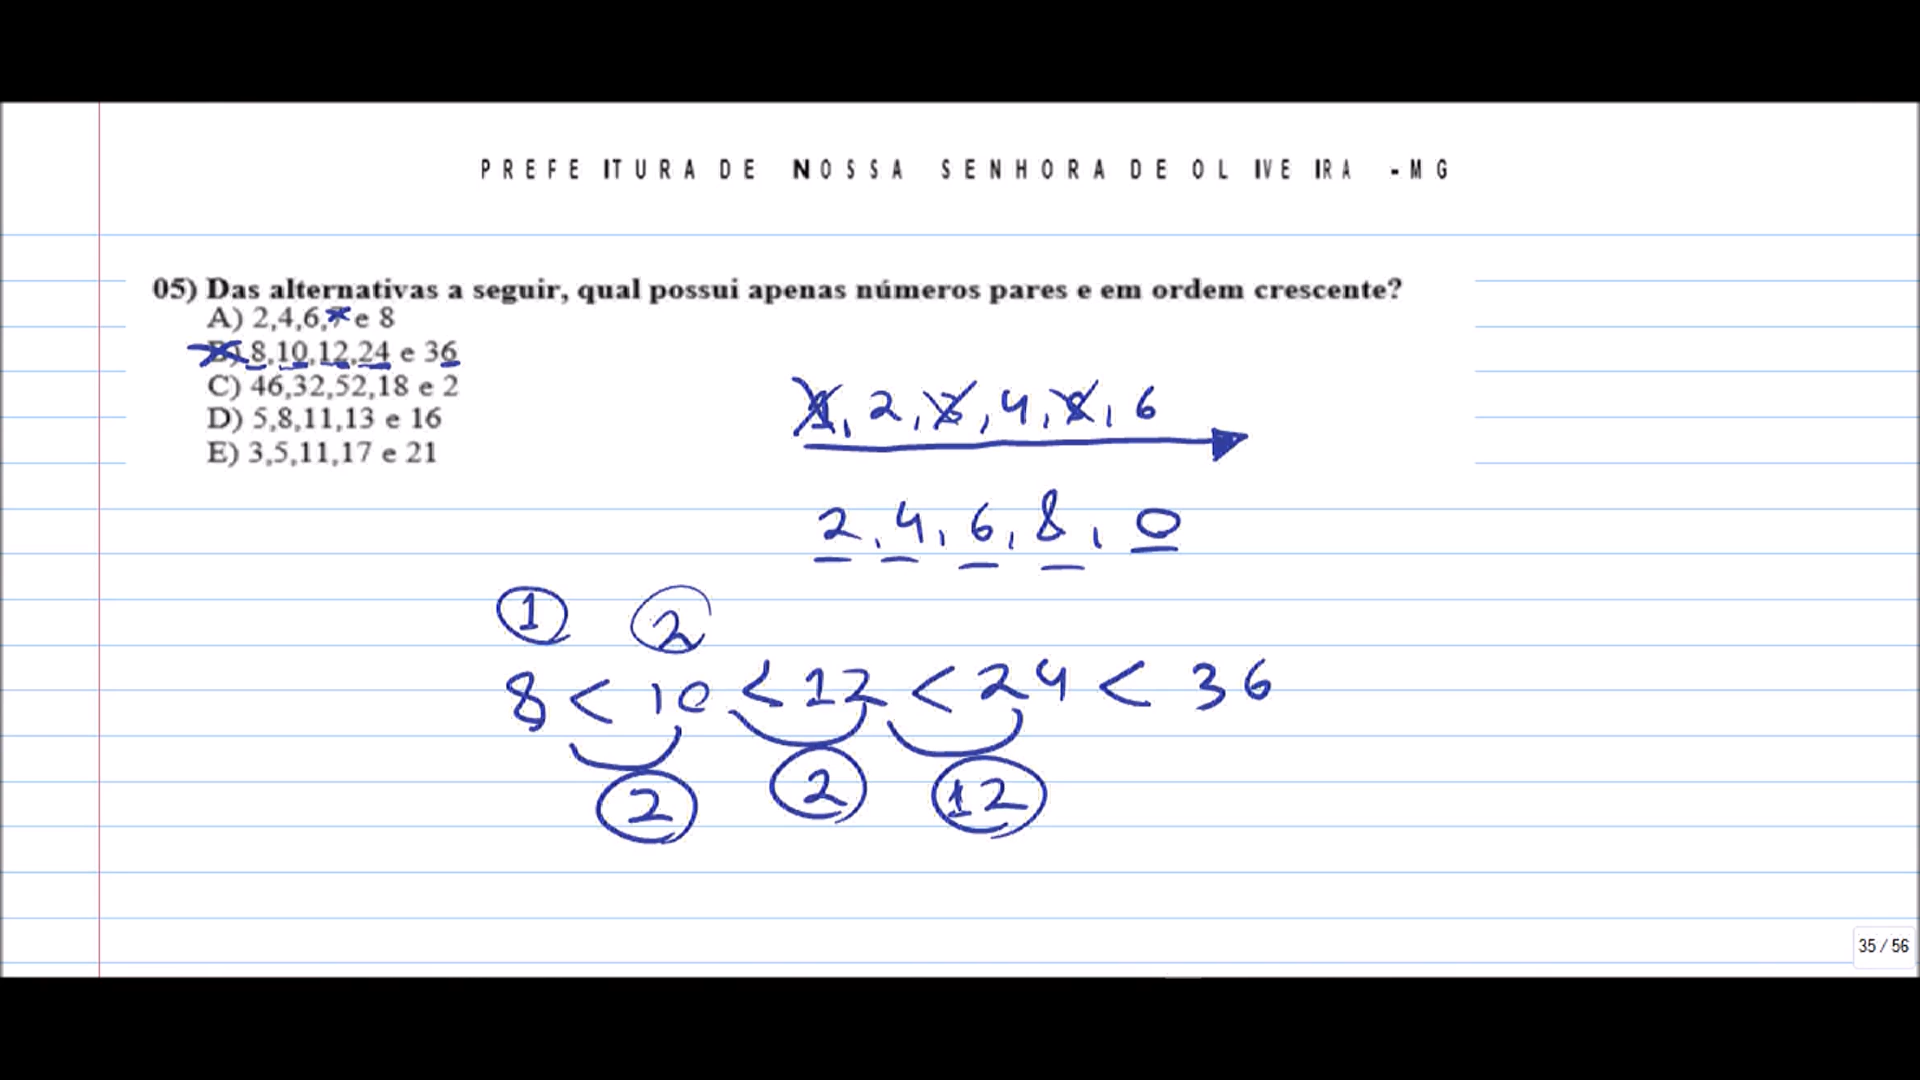 PREFEITURA DE NOSSA SENHORA DE OLIVEIRA - MG
05) Das alternativas a seguir, qual possui apenas números pares e em ordem crescente?
A) 2,4,6, e 8
B) 8,10,12,24 e 36
C) 46,32,52,18 e 2
D) 5,8,11,13 e 16
E) 3,5,11,17 e 21
1, 2, 3, 4, 5, 6
2, 4, 6, 8, 0
1 2
8 < 10 < 12 < 24 < 36
2 2 12
35 / 56